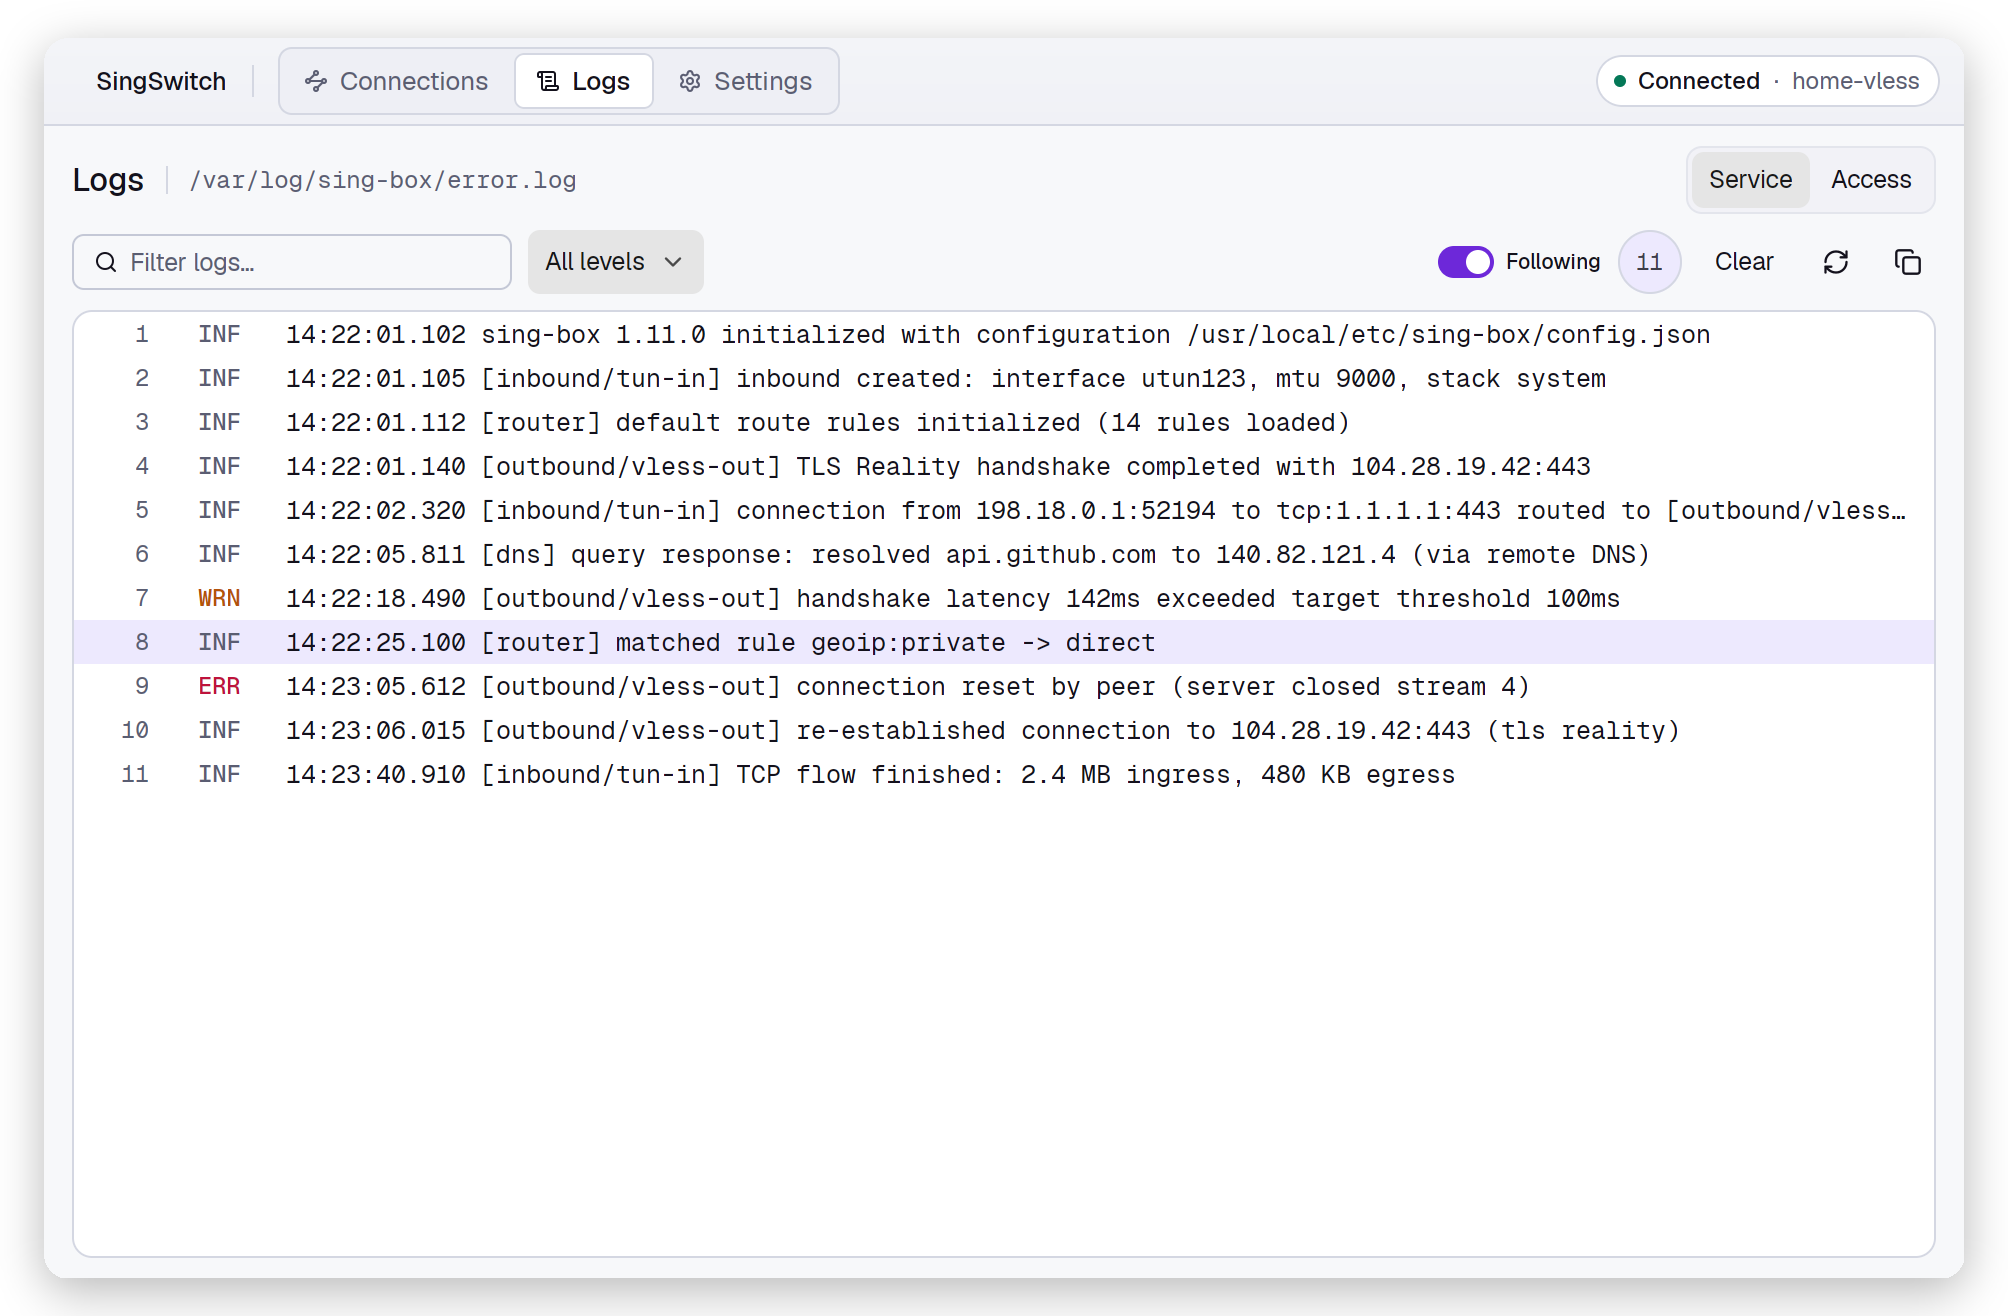 SingSwitch Connections Logs Settings Connected · home-vless
Logs /var/log/sing-box/error.log Service Access
Filter logs… All levels Following 11 Clear
1 INF 14:22:01.102 sing-box 1.11.0 initialized with configuration /usr/local/etc/sing-box/config.json
2 INF 14:22:01.105 [inbound/tun-in] inbound created: interface utun123, mtu 9000, stack system
3 INF 14:22:01.112 [router] default route rules initialized (14 rules loaded)
4 INF 14:22:01.140 [outbound/vless-out] TLS Reality handshake completed with 104.28.19.42:443
5 INF 14:22:02.320 [inbound/tun-in] connection from 198.18.0.1:52194 to tcp:1.1.1.1:443 routed to [outbound/vless…
6 INF 14:22:05.811 [dns] query response: resolved api.github.com to 140.82.121.4 (via remote DNS)
7 WRN 14:22:18.490 [outbound/vless-out] handshake latency 142ms exceeded target threshold 100ms
8 INF 14:22:25.100 [router] matched rule geoip:private -> direct
9 ERR 14:23:05.612 [outbound/vless-out] connection reset by peer (server closed stream 4)
10 INF 14:23:06.015 [outbound/vless-out] re-established connection to 104.28.19.42:443 (tls reality)
11 INF 14:23:40.910 [inbound/tun-in] TCP flow finished: 2.4 MB ingress, 480 KB egress